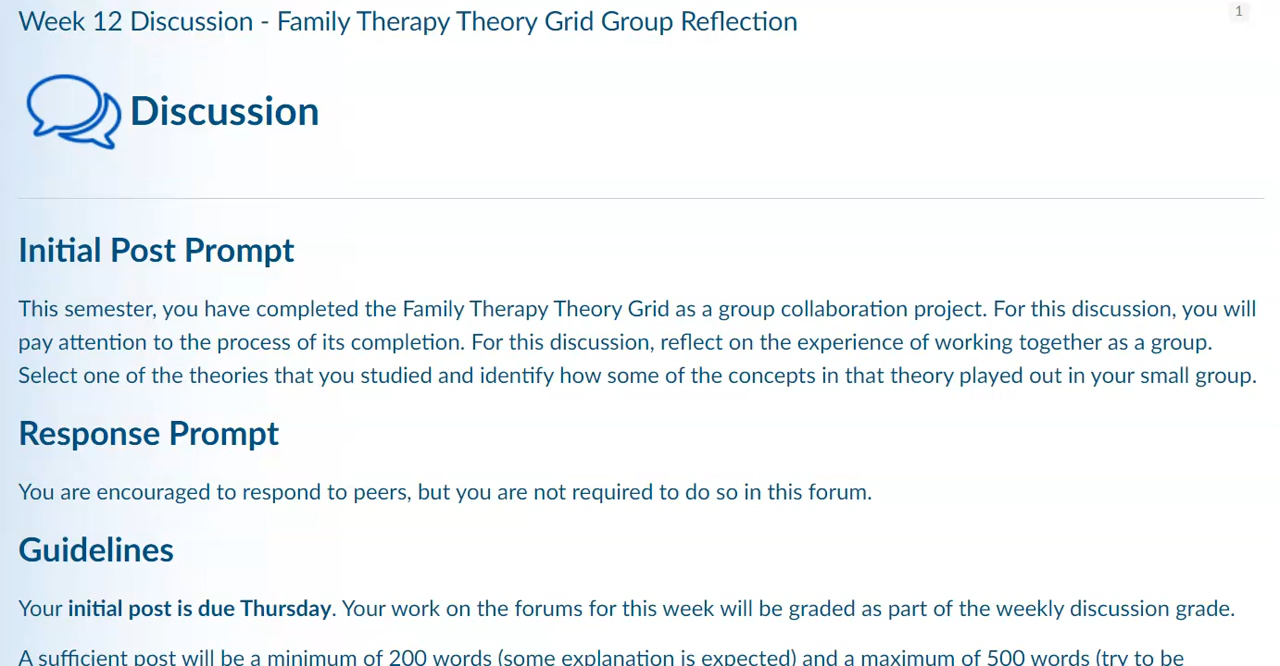 Week 12 Discussion - Family Therapy Theory Grid Group Reflection
1
Discussion
Initial Post Prompt
This semester, you have completed the Family Therapy Theory Grid as a group collaboration project. For this discussion, you will
pay attention to the process of its completion. For this discussion, reflect on the experience of working together as a group.
Select one of the theories that you studied and identify how some of the concepts in that theory played out in your small group.
Response Prompt
You are encouraged to respond to peers, but you are not required to do so in this forum.
Guidelines
Your initial post is due Thursday. Your work on the forums for this week will be graded as part of the weekly discussion grade.
A sufficient post will be a minimum of 200 words (some explanation is expected) and a maximum of 500 words (try to be